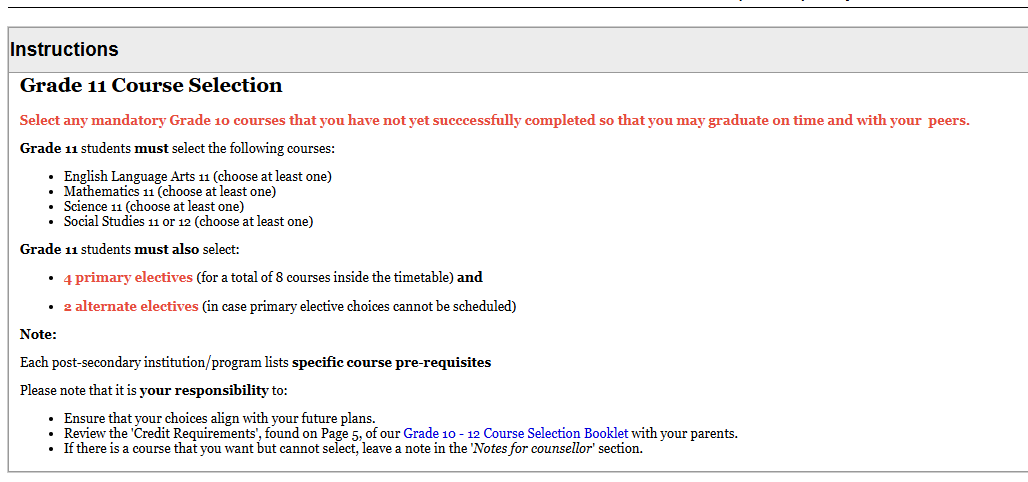 Instructions
Grade 11 Course Selection
Select any mandatory Grade 10 courses that you have not yet succcessfully completed so that you may graduate on time and with your peers.
Grade 11 students must select the following courses:
• English Language Arts 11 (choose at least one)
• Mathematics 11 (choose at least one)
• Science 11 (choose at least one)
• Social Studies 11 or 12 (choose at least one)
Grade 11 students must also select:
• 4 primary electives (for a total of 8 courses inside the timetable) and
• 2 alternate electives (in case primary elective choices cannot be scheduled)
Note:
Each post-secondary institution/program lists specific course pre-requisites
Please note that it is your responsibility to:
• Ensure that your choices align with your future plans.
• Review the 'Credit Requirements', found on Page 5, of our Grade 10 - 12 Course Selection Booklet with your parents.
• If there is a course that you want but cannot select, leave a note in the 'Notes for counsellor' section.